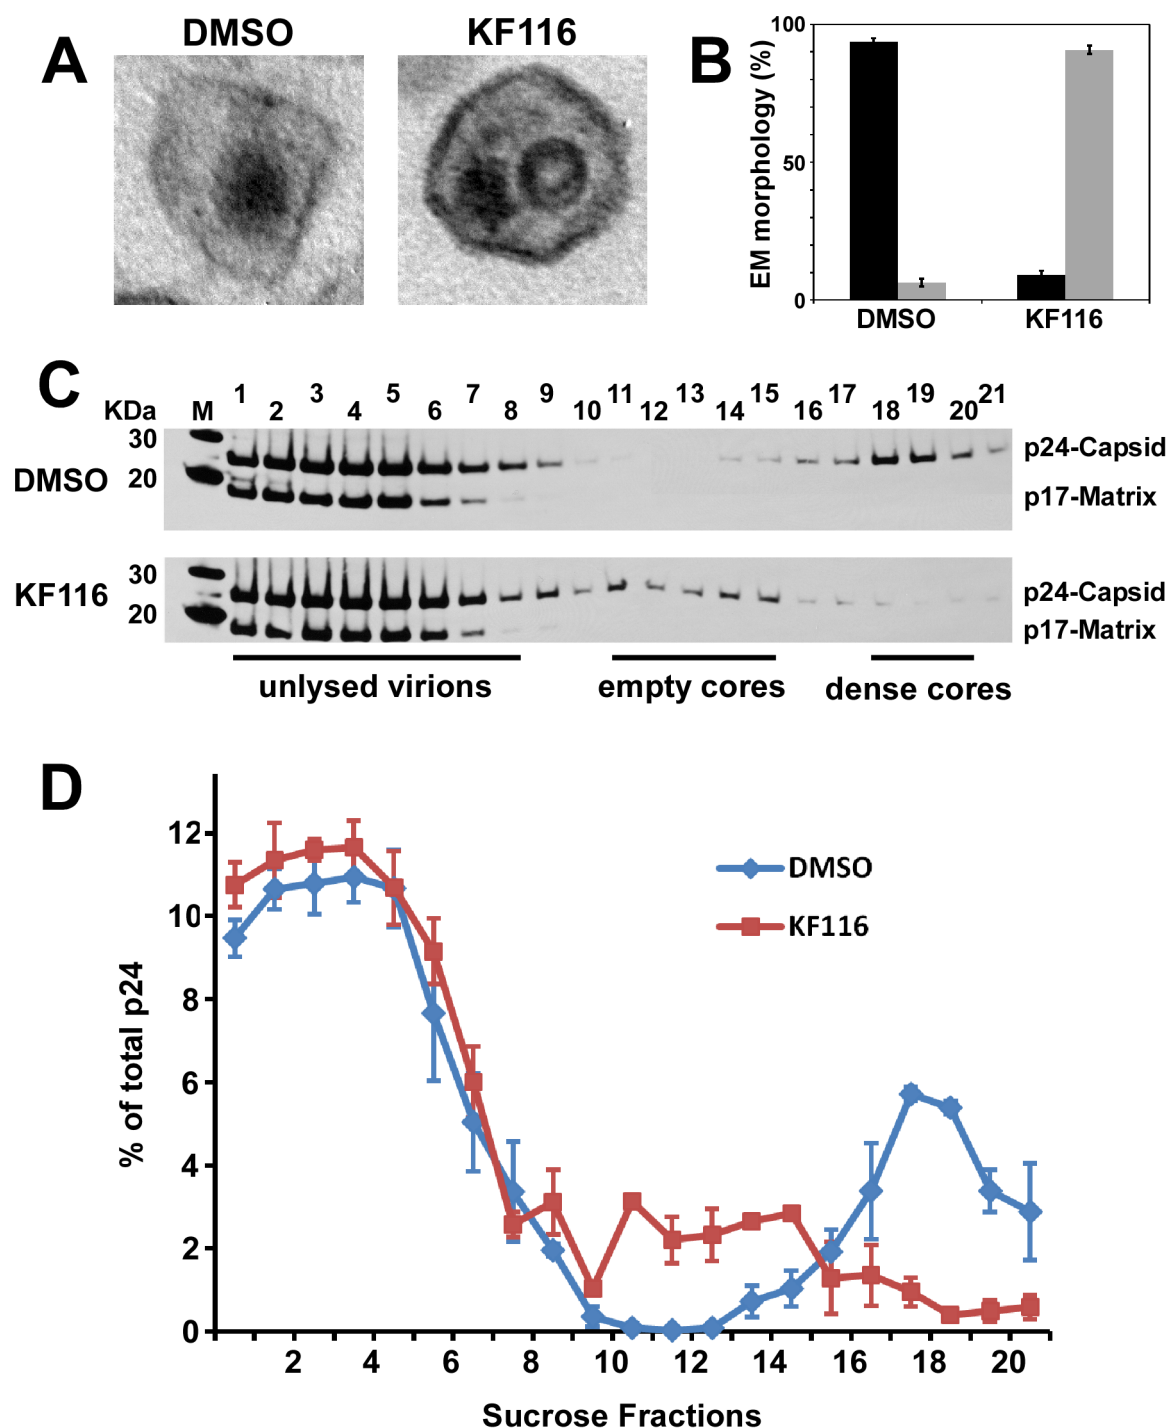 A
DMSO
KF116
B
EM morphology (%)
100
50
0
DMSO
KF116
C
KDa
M
1 2 3 4 5 6 7 8 9 10 11 12 13 14 15 16 17 18 19 20 21
DMSO
30
20
p24-Capsid
p17-Matrix
KF116
30
20
p24-Capsid
p17-Matrix
unlysed virions
empty cores
dense cores
D
% of total p24
12
10
8
6
4
2
0
DMSO
KF116
2 4 6 8 10 12 14 16 18 20
Sucrose Fractions